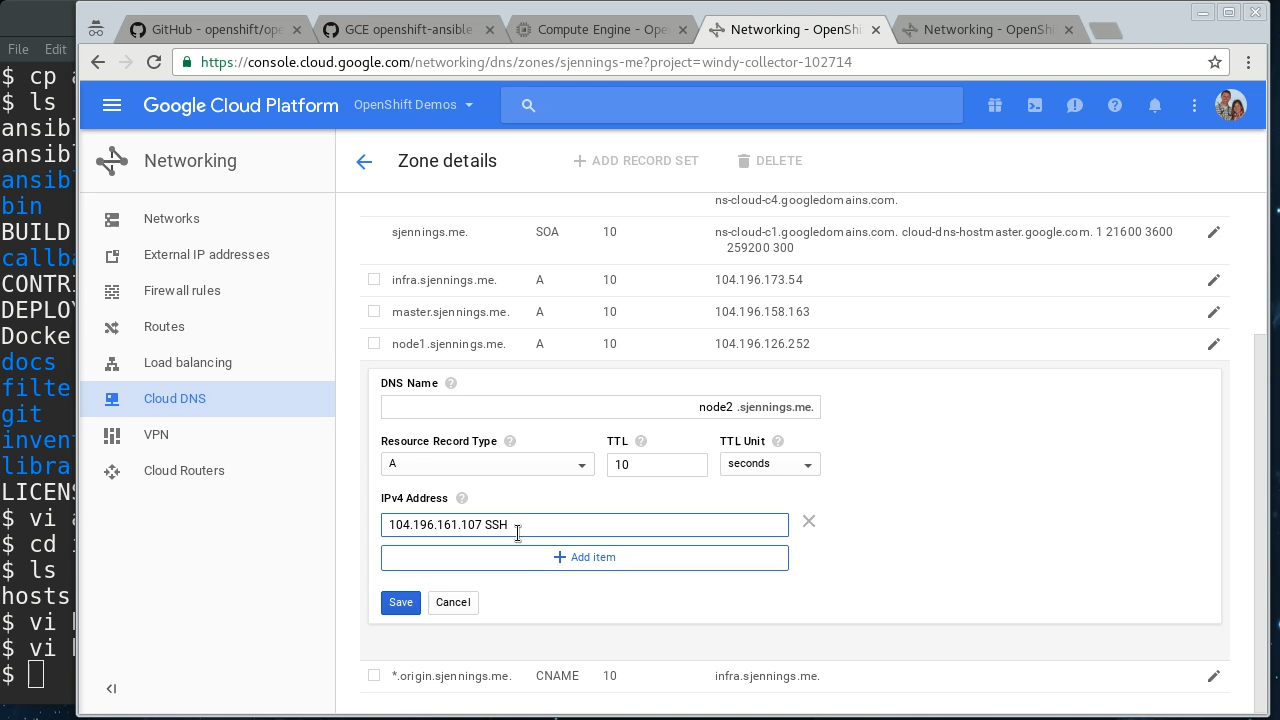 GitHub - openshift/ope
GCE openshift-ansible
Compute Engine - Ope
Networking - OpenShi
Networking - OpenShi
File Edit
https://console.cloud.google.com/networking/dns/zones/sjennings-me?project=windy-collector-102714
Google Cloud Platform OpenShift Demos
Networking
Zone details
ADD RECORD SET
DELETE
Networks
External IP addresses
Firewall rules
Routes
Load balancing
Cloud DNS
VPN
Cloud Routers
ns-cloud-c4.googledomains.com.
sjennings.me. SOA 10 ns-cloud-c1.googledomains.com. cloud-dns-hostmaster.google.com. 1 21600 3600
259200 300
infra.sjennings.me. A 10 104.196.173.54
master.sjennings.me. A 10 104.196.158.163
node1.sjennings.me. A 10 104.196.126.252
DNS Name
node2 .sjennings.me.
Resource Record Type TTL TTL Unit
A 10 seconds
IPv4 Address
104.196.161.107 SSH
Add item
Save Cancel
*.origin.sjennings.me. CNAME 10 infra.sjennings.me.
$ cp
$ ls
ansib
ansib
ansib
bin
BUILD
callba
CONTRI
DEPLOY
Docke
docs
filte
git
inven
libra
LICENS
$ vi
$ cd
$ ls
hosts
$ vi
$ vi
$